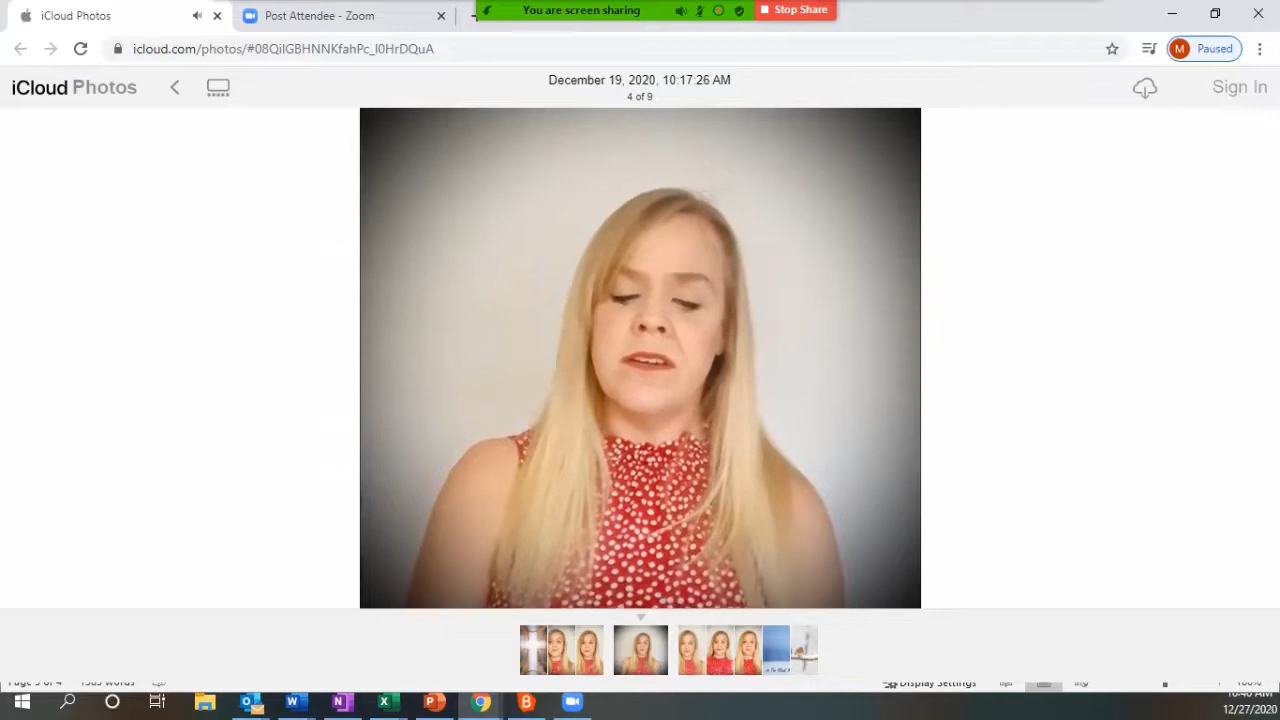 iCloud Photos
Post Attendee - Zoom
You are screen sharing
Stop Share
icloud.com/photos/#08QiIGBHNNKfahPc_I0HrDQuA
M
Paused
iCloud Photos
December 19, 2020, 10:17:26 AM
4 of 9
Sign In
Display Settings
12/27/2020